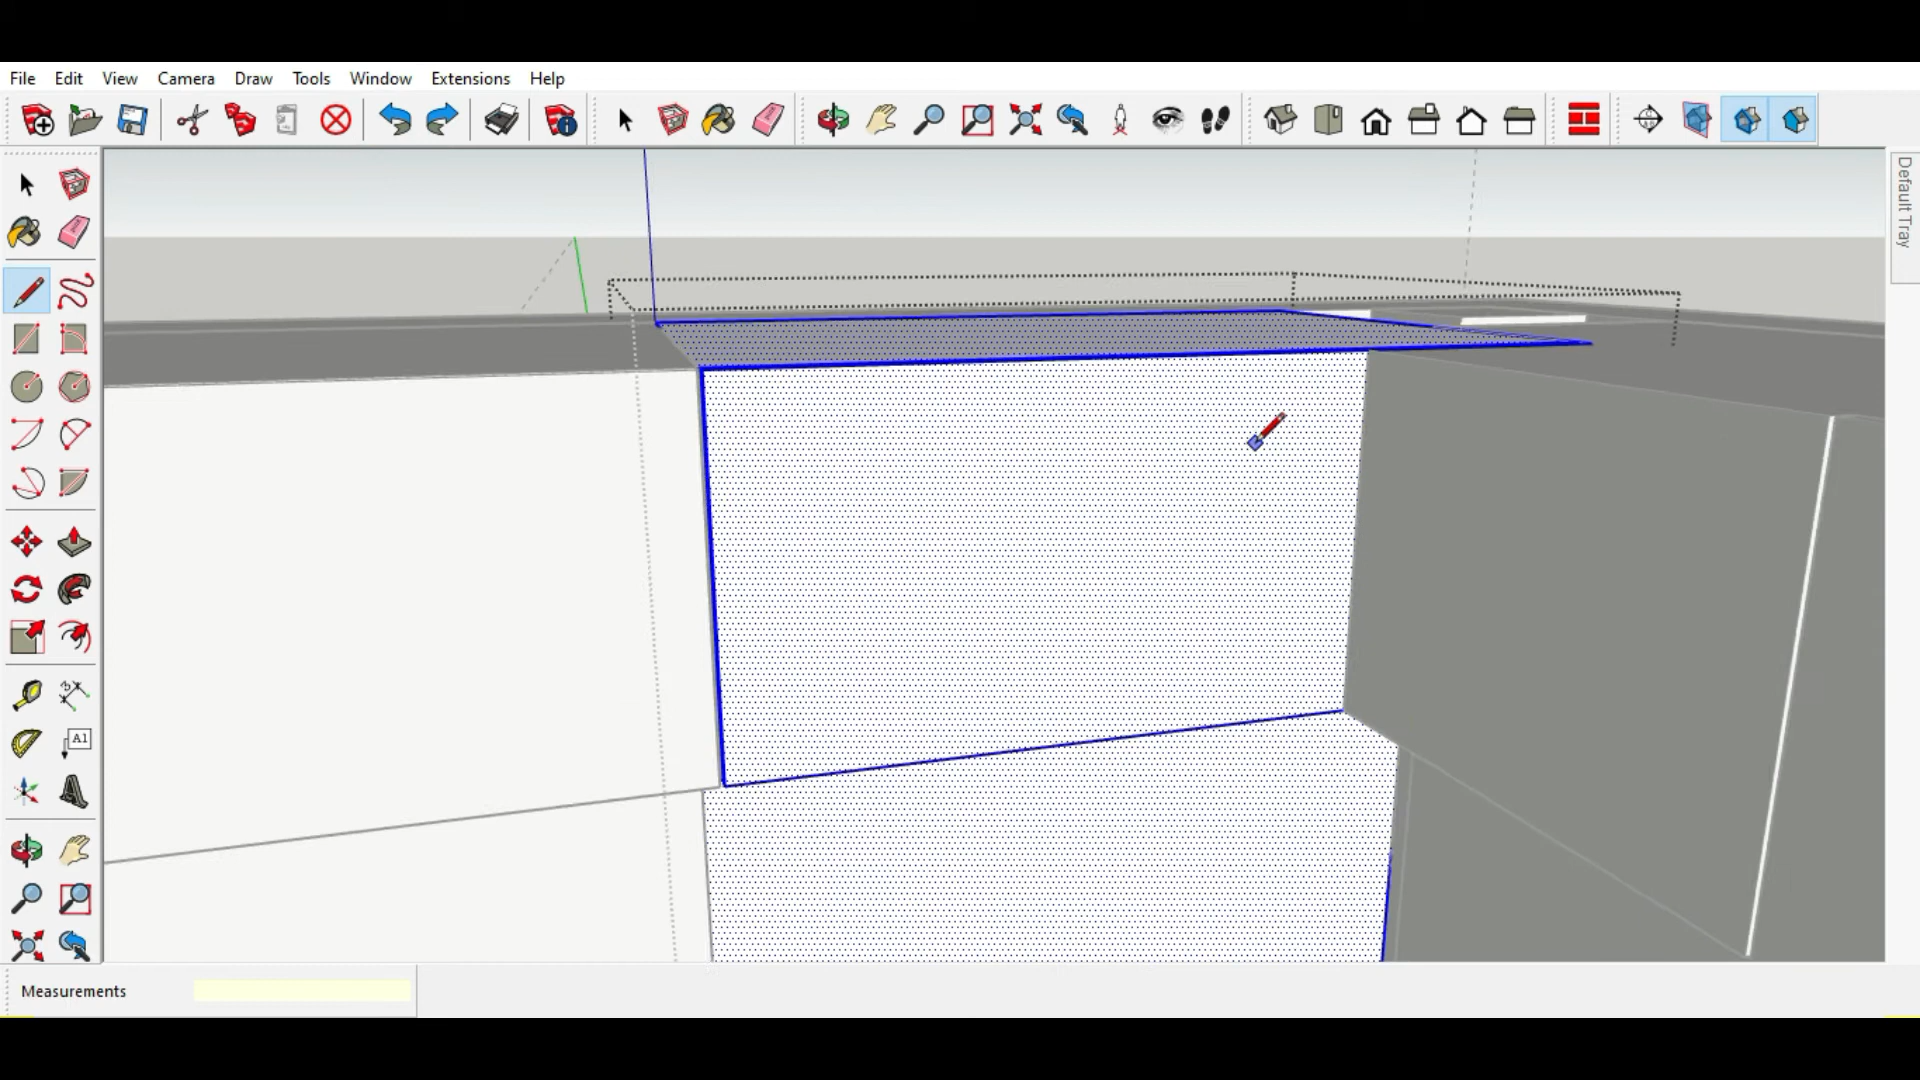 File Edit View Camera Draw Tools Window Extensions Help
Default Tray
A1
Measurements